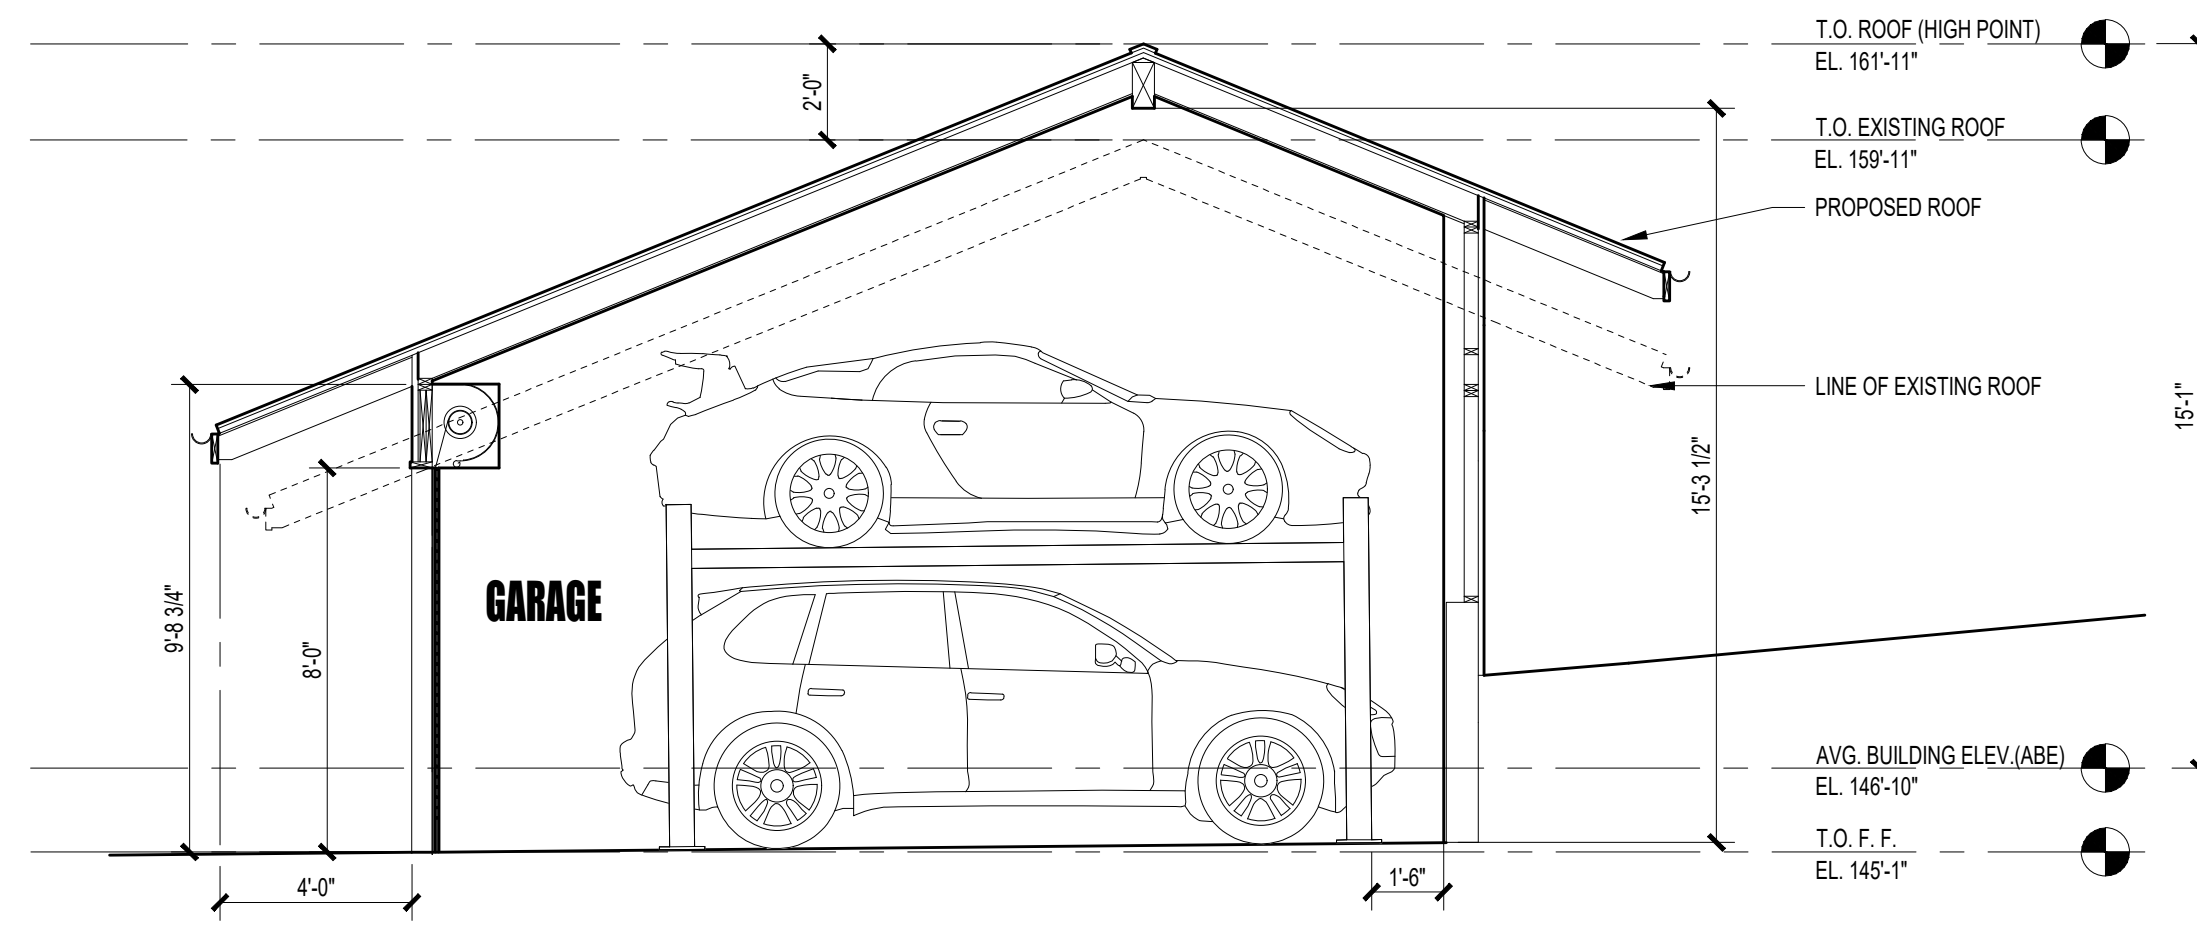 T.O. ROOF (HIGH POINT)
EL. 161'-11"
2'-0"
T.O. EXISTING ROOF
EL. 159'-11"
PROPOSED ROOF
LINE OF EXISTING ROOF
15'-1"
15'-3 1/2"
GARAGE
9'-8 3/4"
8'-0"
AVG. BUILDING ELEV.(ABE)
EL. 146'-10"
T.O. F. F.
EL. 145'-1"
4'-0"
1'-6"